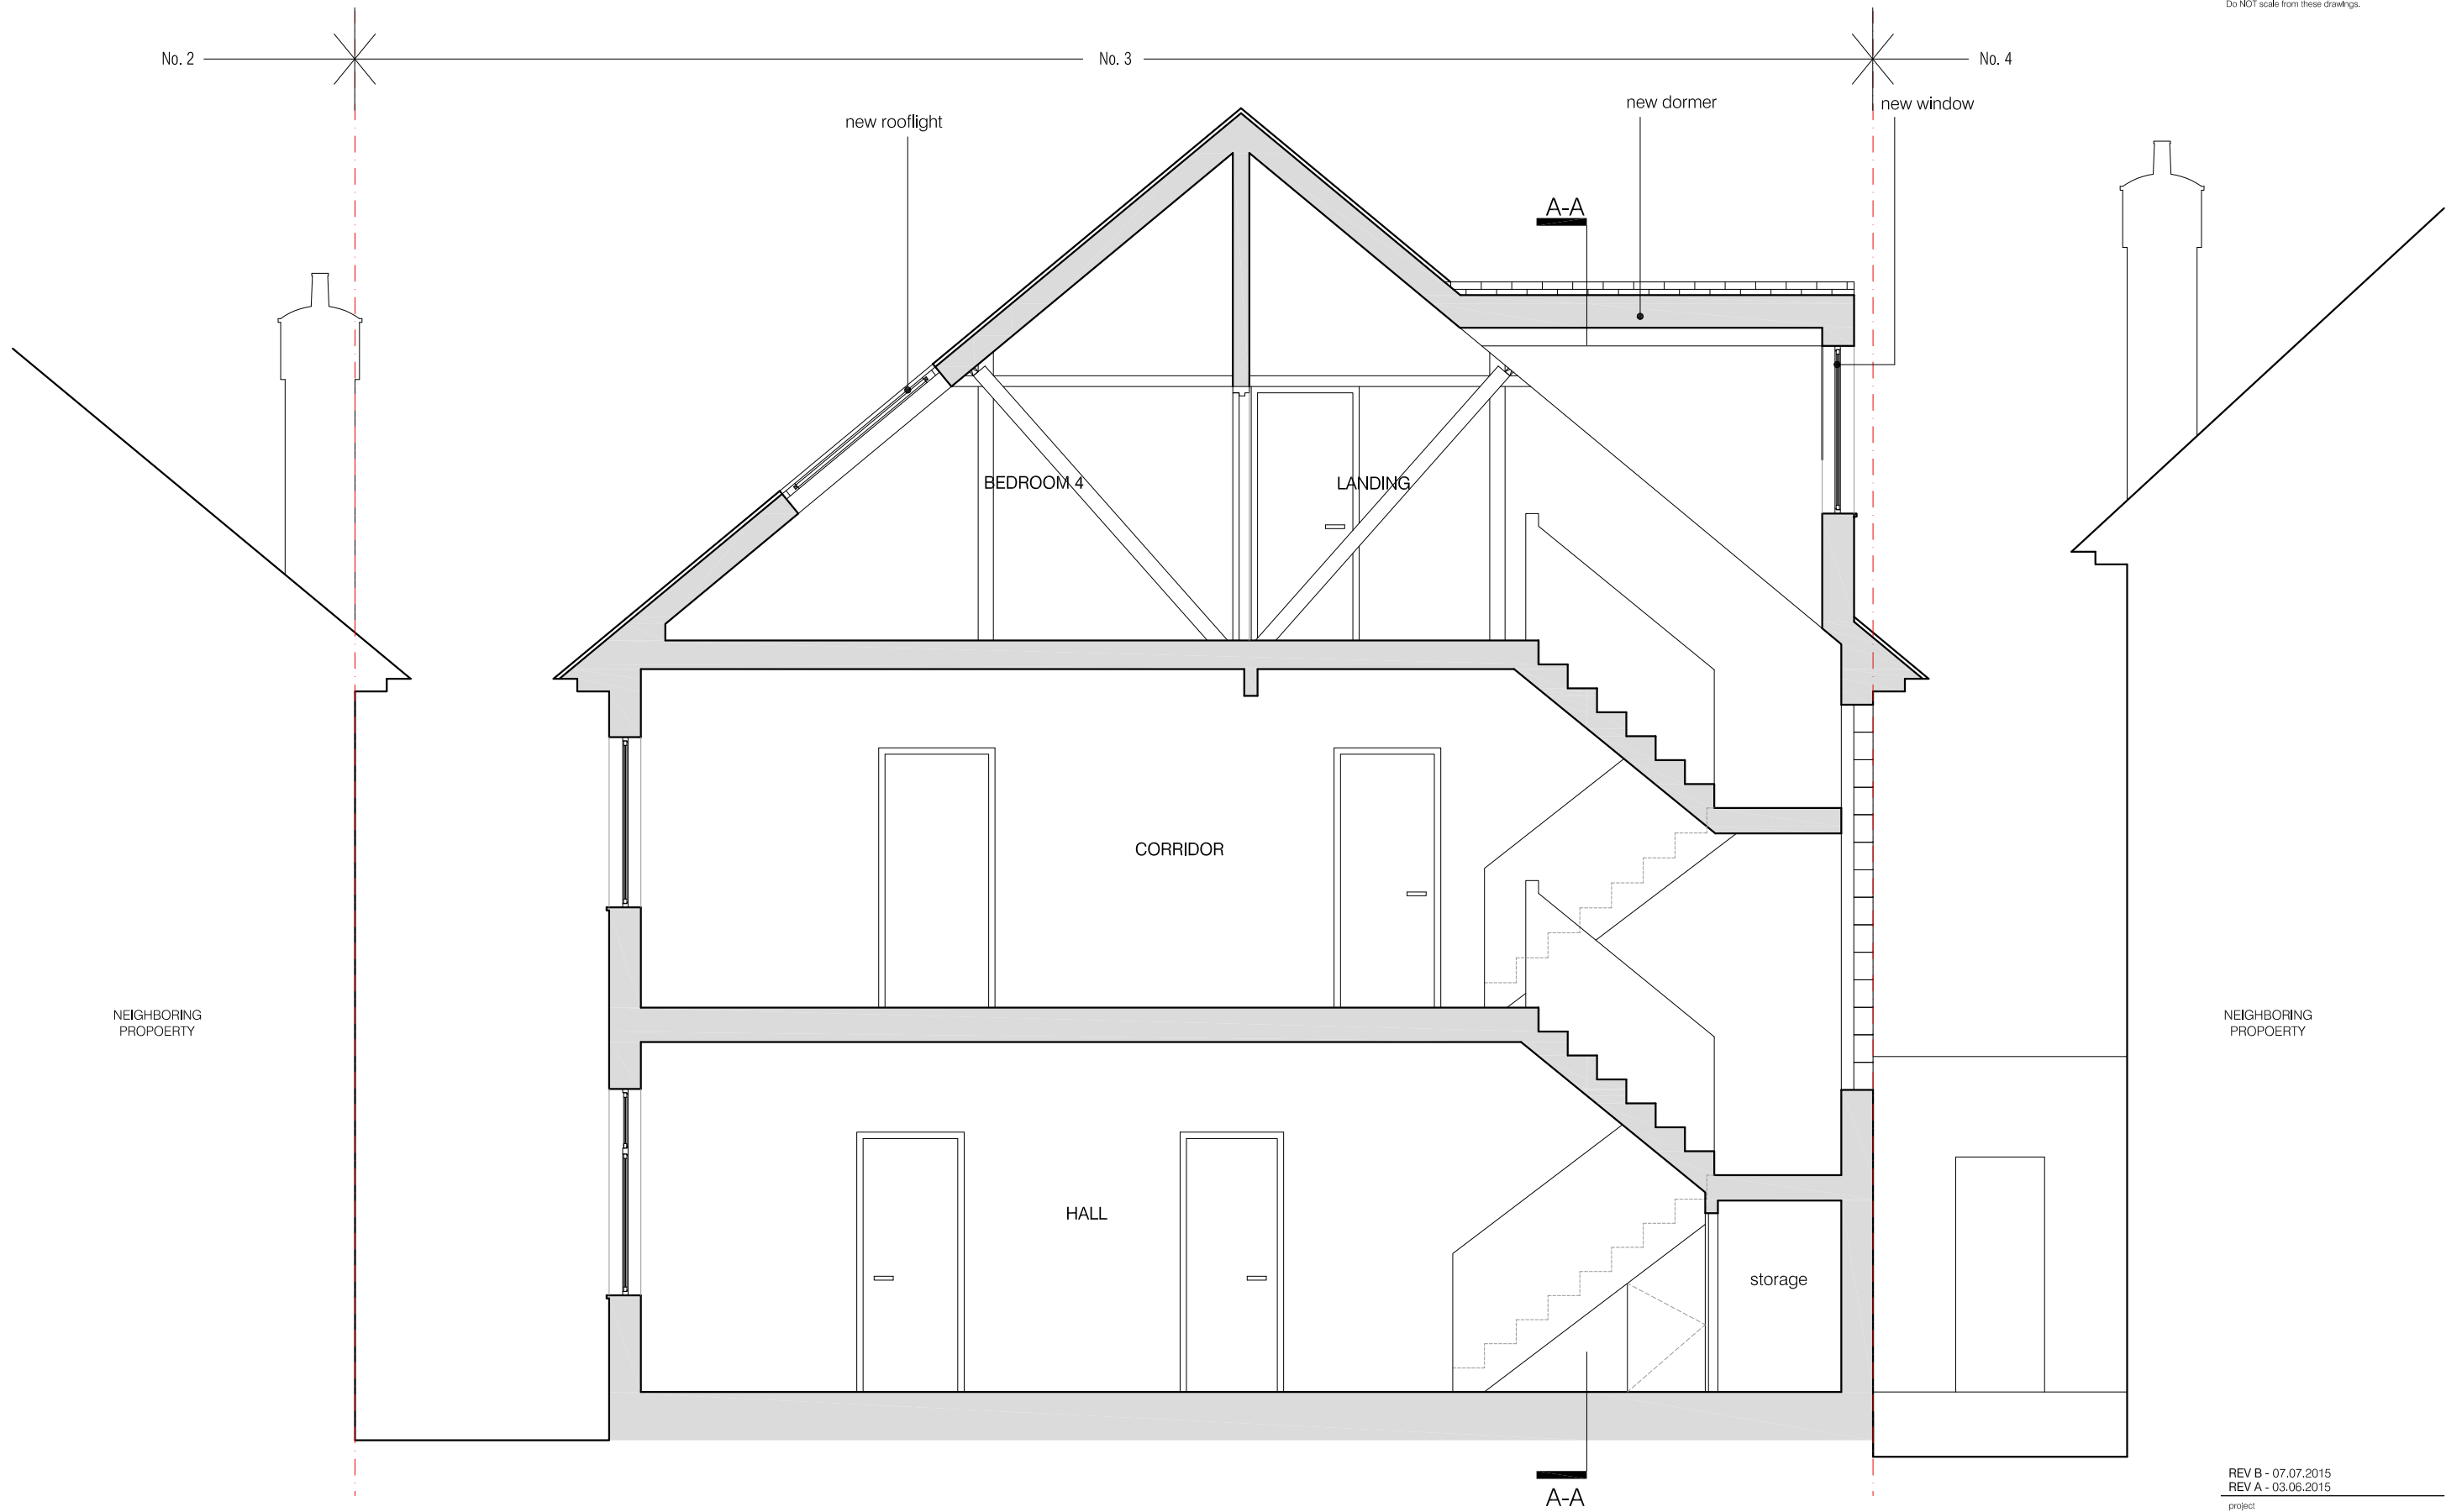 Do NOT scale from these drawings.
No. 2
No. 3
No. 4
new rooflight
new dormer
new window
A-A
BEDROOM 4
LANDING
CORRIDOR
NEIGHBORING
PROPOERTY
NEIGHBORING
PROPOERTY
HALL
storage
A-A
REV B - 07.07.2015
REV A - 03.06.2015
project